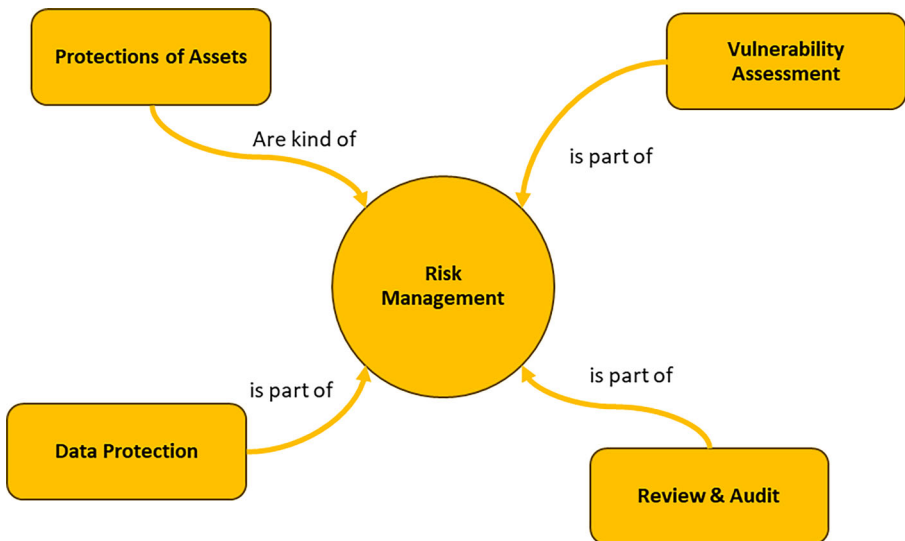 Protections of Assets
Vulnerability
Assessment
Are kind of
is part of
Risk
Management
is part of
is part of
Data Protection
Review & Audit